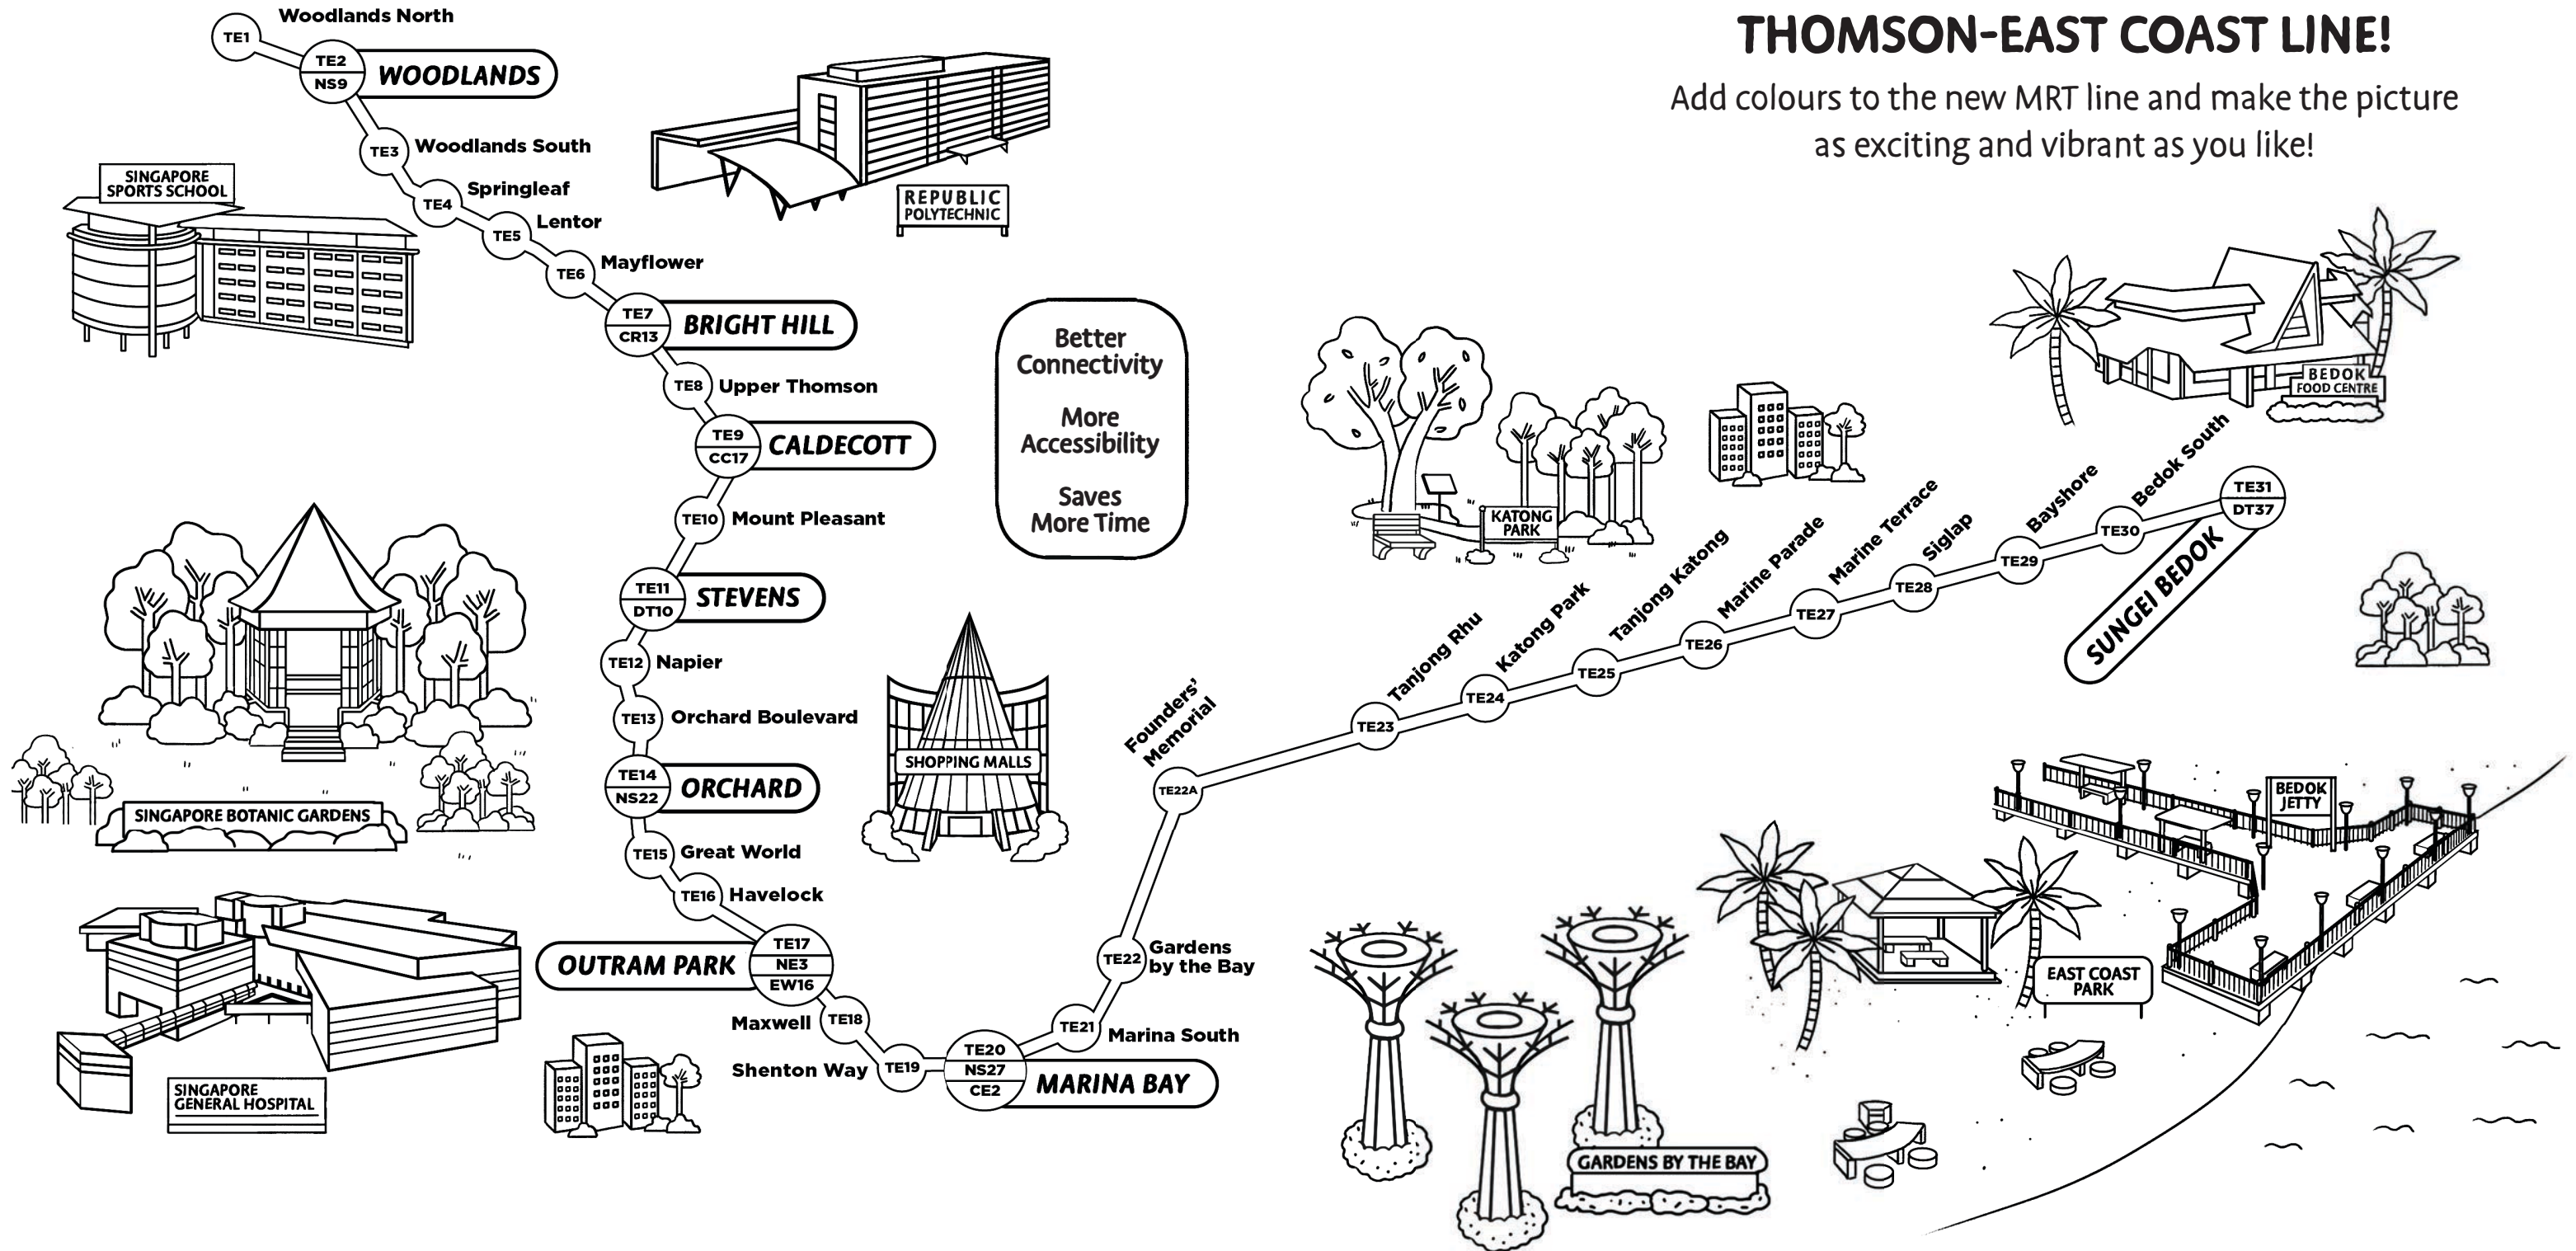 THOMSON-EAST COAST LINE!
Add colours to the new MRT line and make the picture
as exciting and vibrant as you like!
TE1
Woodlands North
TE2
NS9
WOODLANDS
TE3
Woodlands South
TE4
Springleaf
TE5
Lentor
TE6
Mayflower
TE7
CR13
BRIGHT HILL
TE8
Upper Thomson
TE9
CC17
CALDECOTT
TE10
Mount Pleasant
TE11
DT10
STEVENS
TE12
Napier
TE13
Orchard Boulevard
TE14
NS22
ORCHARD
TE15
Great World
TE16
Havelock
TE17
NE3
EW16
OUTRAM PARK
TE18
Maxwell
TE19
Shenton Way
TE20
NS27
CE2
MARINA BAY
TE21
Marina South
TE22
Gardens
by the Bay
TE22A
Founders'
Memorial
TE23
Tanjong Rhu
TE24
Katong Park
TE25
Tanjong Katong
TE26
Marine Parade
TE27
Marine Terrace
TE28
Siglap
TE29
Bayshore
TE30
Bedok South
TE31
DT37
SUNGEI BEDOK
SINGAPORE
SPORTS SCHOOL
REPUBLIC
POLYTECHNIC
Better
Connectivity
More
Accessibility
Saves
More Time
KATONG
PARK
BEDOK
FOOD CENTRE
SINGAPORE BOTANIC GARDENS
SHOPPING MALLS
SINGAPORE
GENERAL HOSPITAL
GARDENS BY THE BAY
EAST COAST
PARK
BEDOK
JETTY